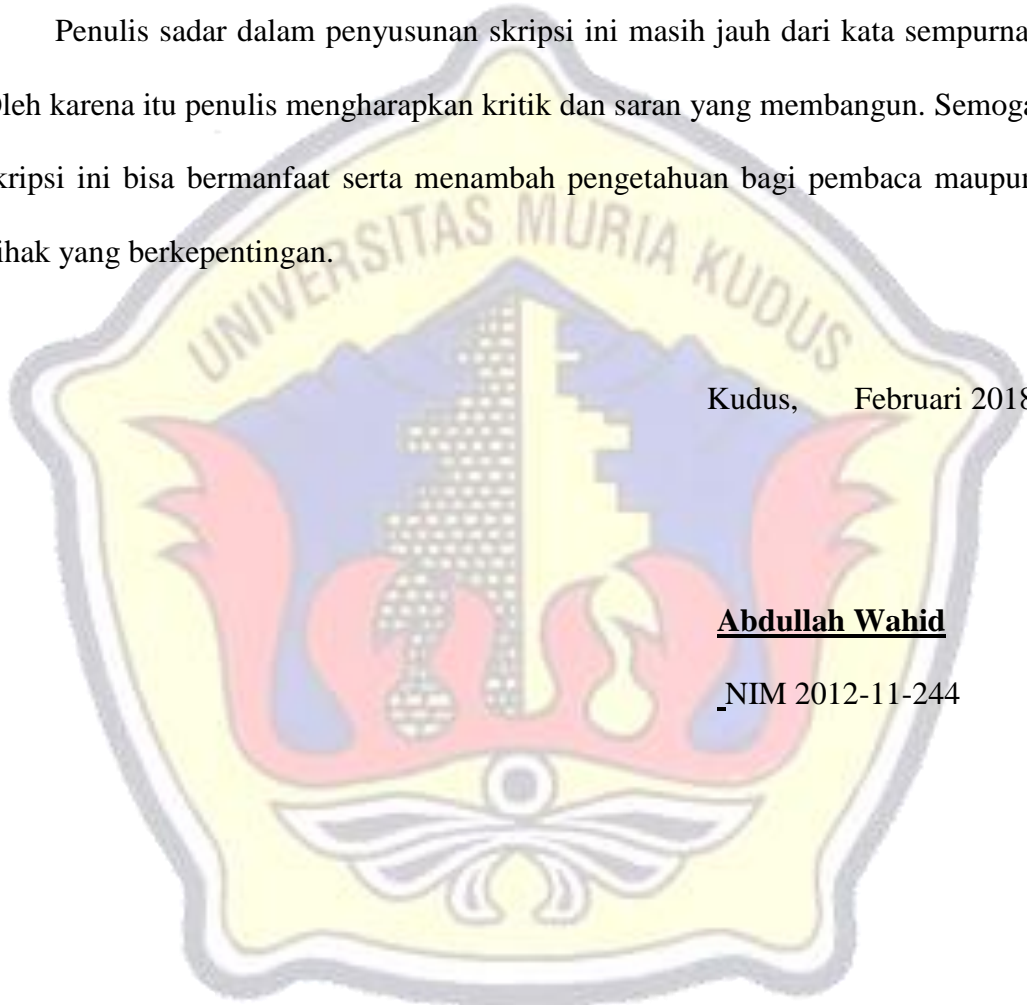 Penulis sadar dalam penyusunan skripsi ini masih jauh dari kata sempurna
Oleh karena itu penulis mengharapkan kritik dan saran yang membangun. Semoga
kripsi ini bisa bermanfaat serta menambah pengetahuan bagi pembaca maupun
ihak yang berkepentingan.
UNIVERSITAS MURIA KUDUS
Kudus, Februari 2018
Abdullah Wahid
NIM 2012-11-244